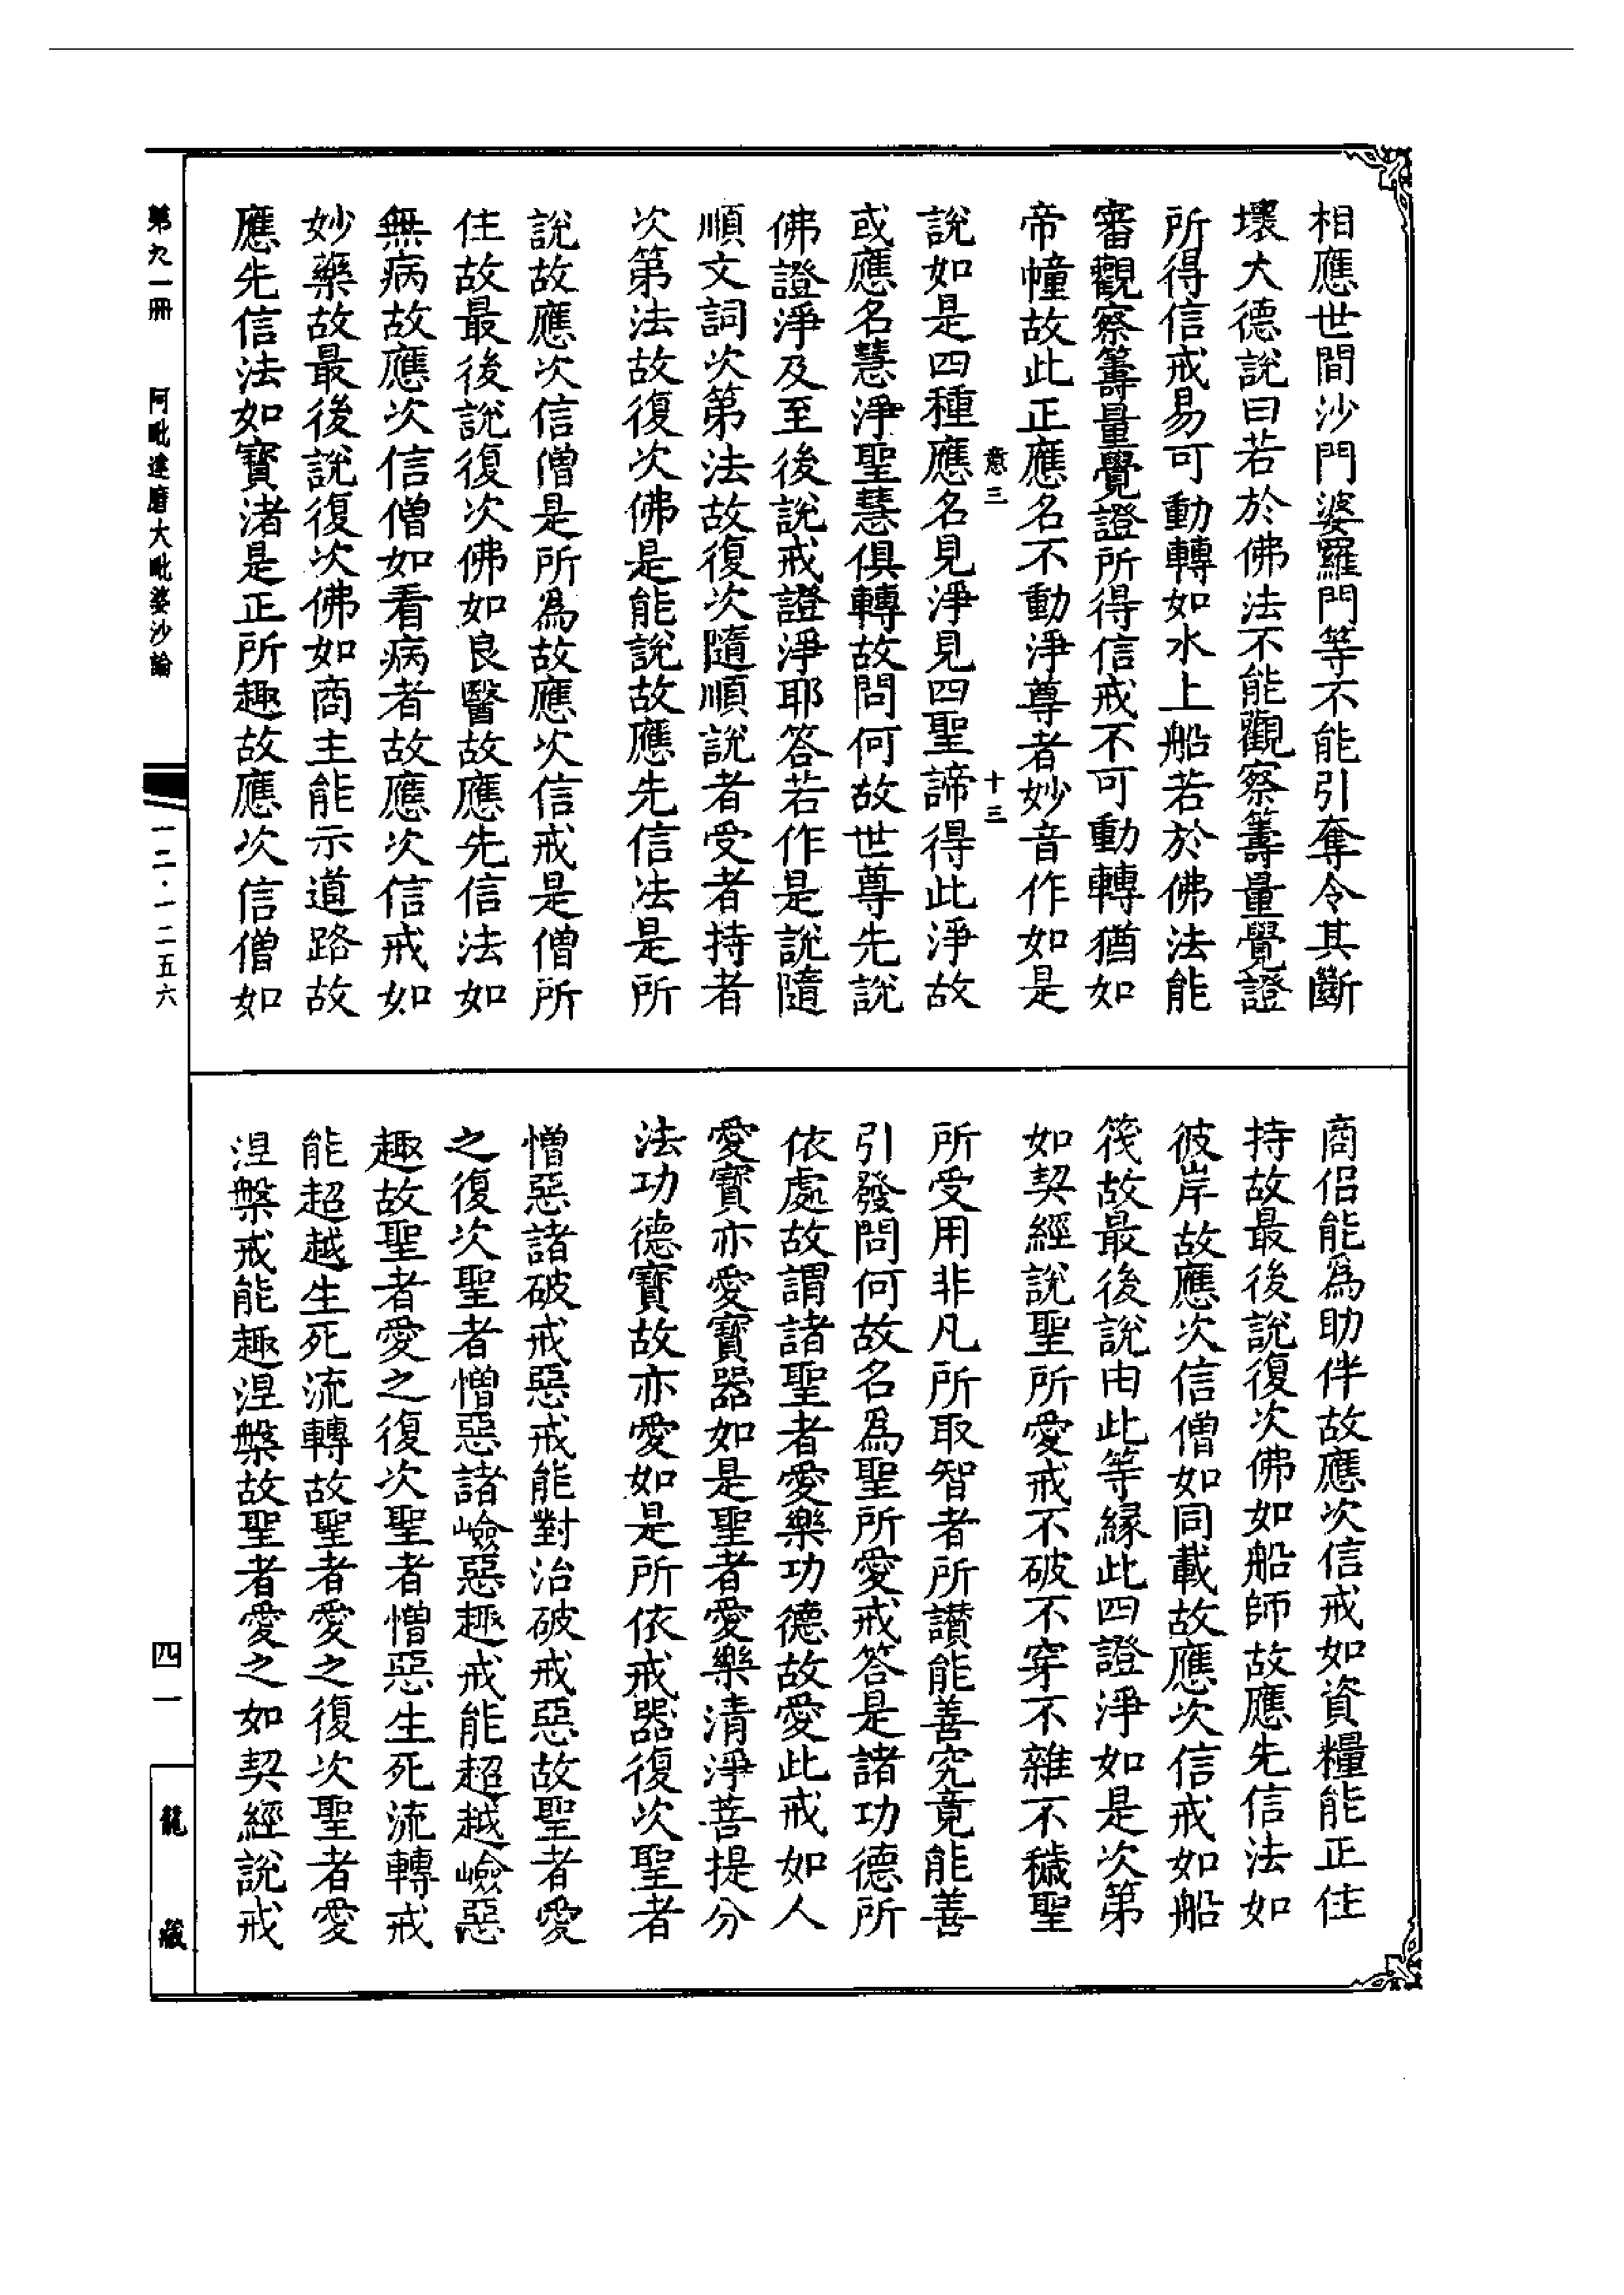 相應世間沙門婆羅門等不能引奪令其斷
壞大德說曰若於佛法不能觀察籌量覺證
所得信戒易可動轉如水上船若於佛法能
審觀察籌量覺證所得信戒不可動轉猶如
帝幢故此正應名不動淨尊者妙音作如是
意三
十三
說如是四種應名見淨見四聖諦得此淨故
或應名慧淨聖慧俱轉故問何故世尊先說
佛證淨及至後說戒證淨耶答若作是說隨
順文詞次第法故復次隨順說者受者持者
次第法故復次佛是能說故應先信法是所
說故應次信僧是所為故應次信戒是僧所
住故最後說復次佛如良醫故應先信法如
無病故應次信僧如看病者故應次信戒如
妙藥故最後說復次佛如商主能示道路故
應先信法如寶渚是正所趣故應次信僧如
商侶能為助伴故應次信戒如資糧能正住
持故最後說復次佛如船師故應先信法如
彼岸故應次信僧如同載故應次信戒如船
筏故最後說由此等緣此四證淨如是次第
如契經說聖所愛戒不破不穿不雜不穢聖
所受用非凡所取智者所讚能善究竟能善
引發問何故名為聖所愛戒答是諸功德所
依處故謂諸聖者愛樂功德故愛此戒如人
愛寶亦愛寶器如是聖者愛樂清淨菩提分
法功德寶故亦愛如是所依戒器復次聖者
憎惡諸破戒惡戒能對治破戒惡故聖者愛
之復次聖者憎惡諸嶮惡趣戒能超越嶮惡
趣故聖者愛之復次聖者憎惡生死流轉戒
能超越生死流轉故聖者愛之復次聖者愛
涅槃戒能趣涅槃故聖者愛之如契經說戒
第九一冊
阿毗達磨大毗婆沙論
一二·一二五六
四一
龍藏